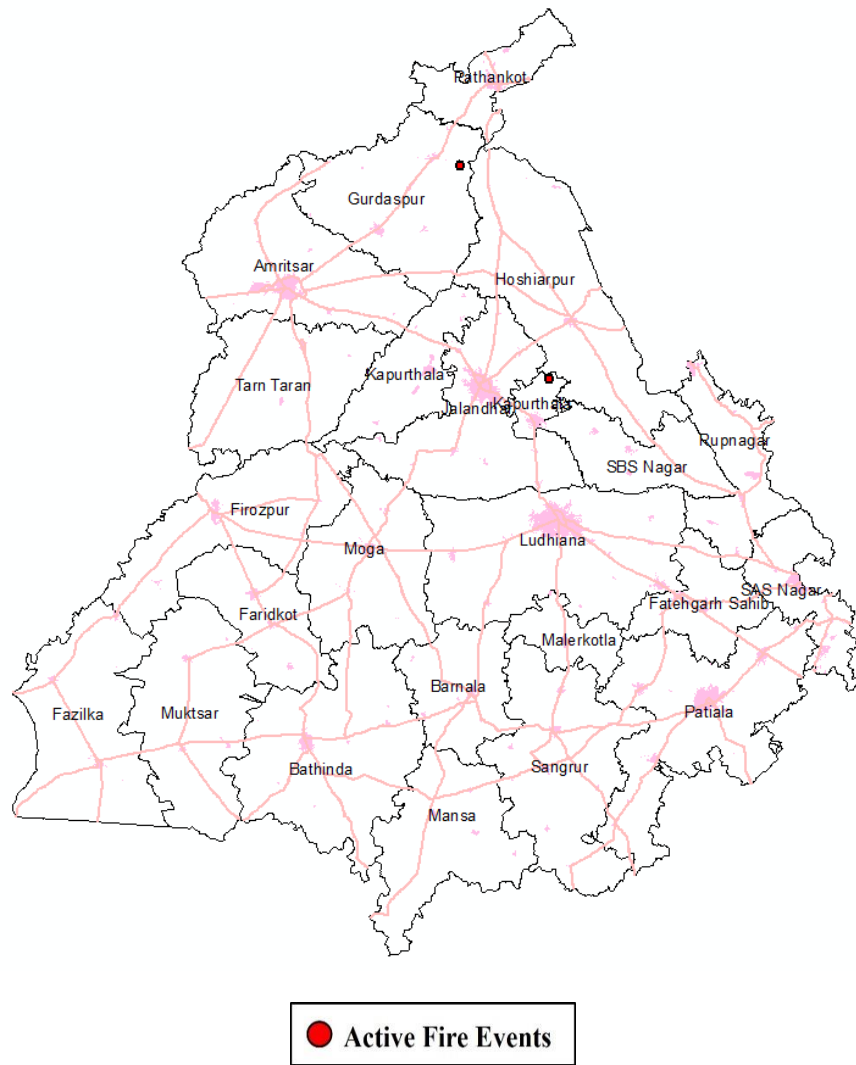 Pathankot
Gurdaspur
Amritsar
Hoshiarpur
Tarn Taran
Kapurthala
Jalandhar
Kapurthala
Rupnagar
SBS Nagar
Firozpur
Moga
Ludhiana
SAS Nagar
Fatehgarh Sahib
Faridkot
Malerkotla
Barnala
Fazilka
Muktsar
Patiala
Bathinda
Sangrur
Mansa
Active Fire Events